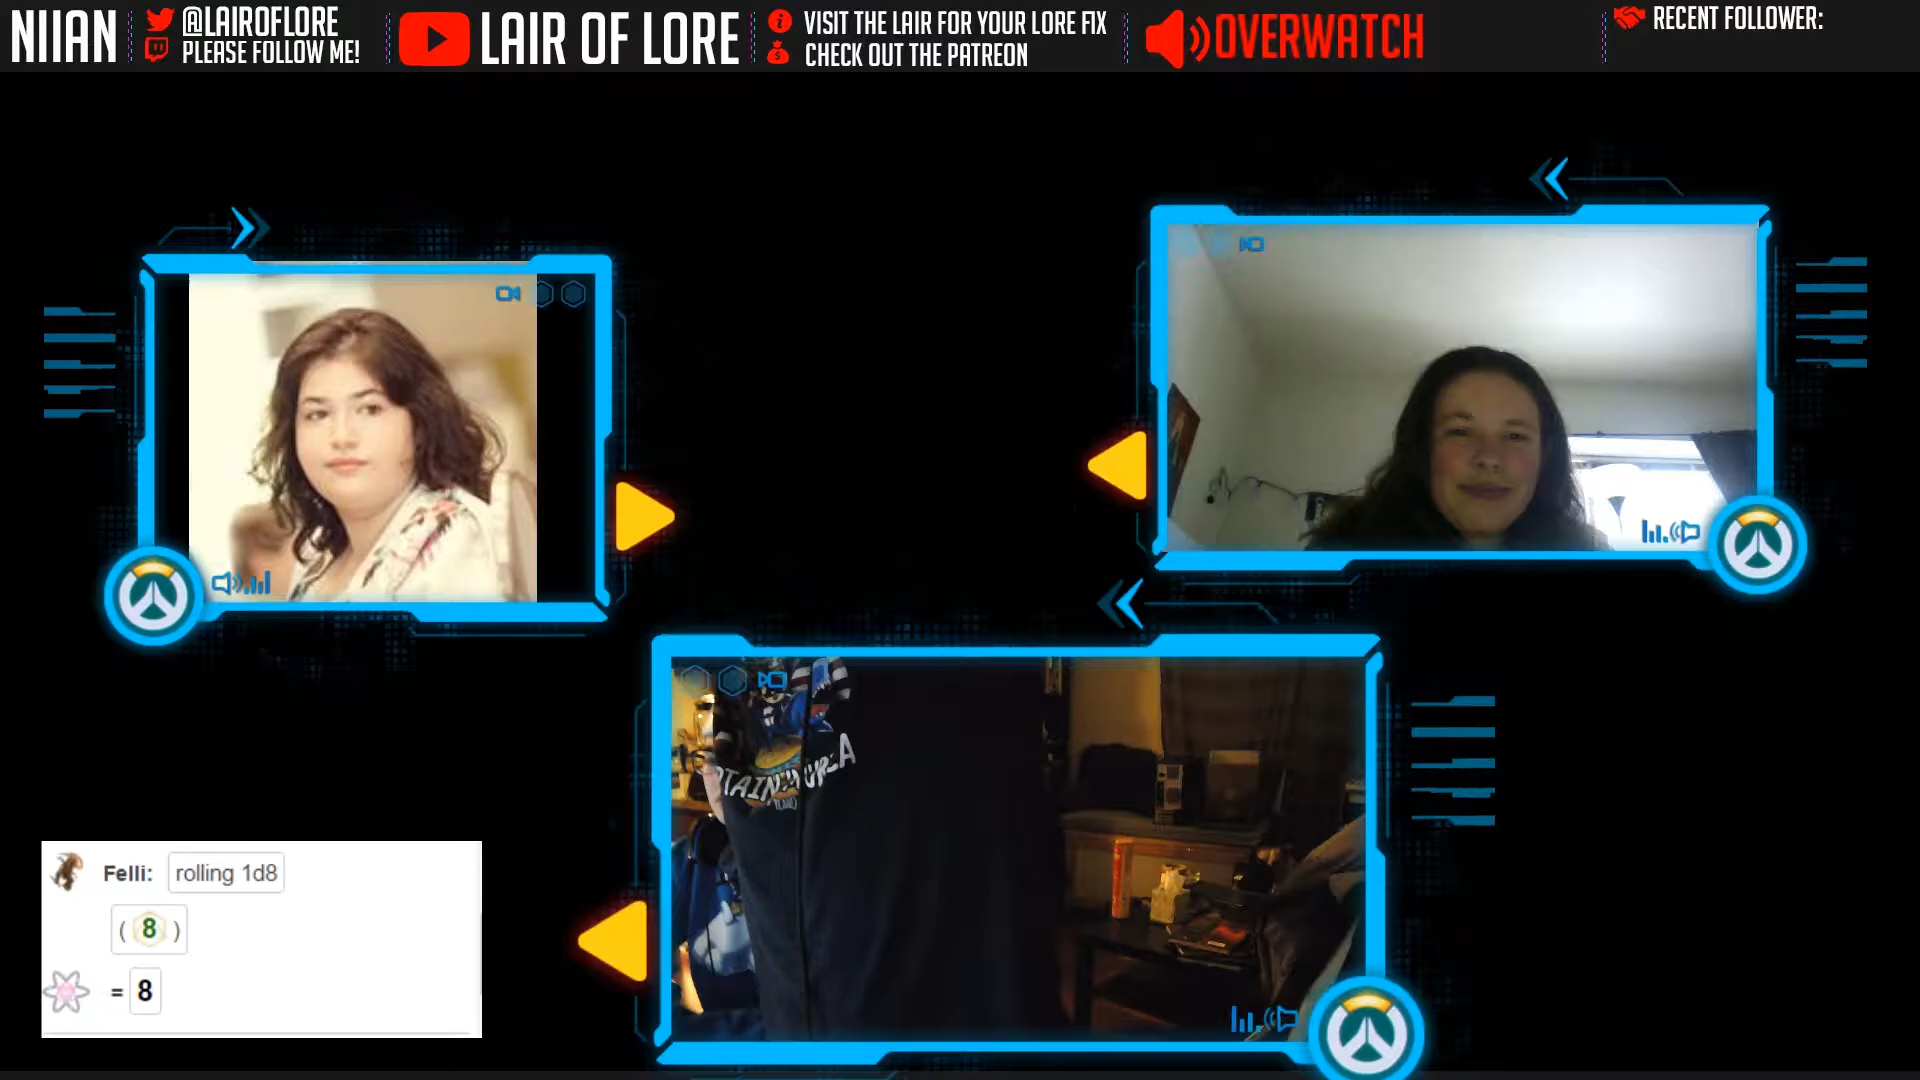 NIIAN
@LAIROFLORE
PLEASE FOLLOW ME!
LAIR OF LORE
VISIT THE LAIR FOR YOUR LORE FIX
CHECK OUT THE PATREON
OVERWATCH
RECENT FOLLOWER:
Felli: rolling 1d8
( 8 )
= 8